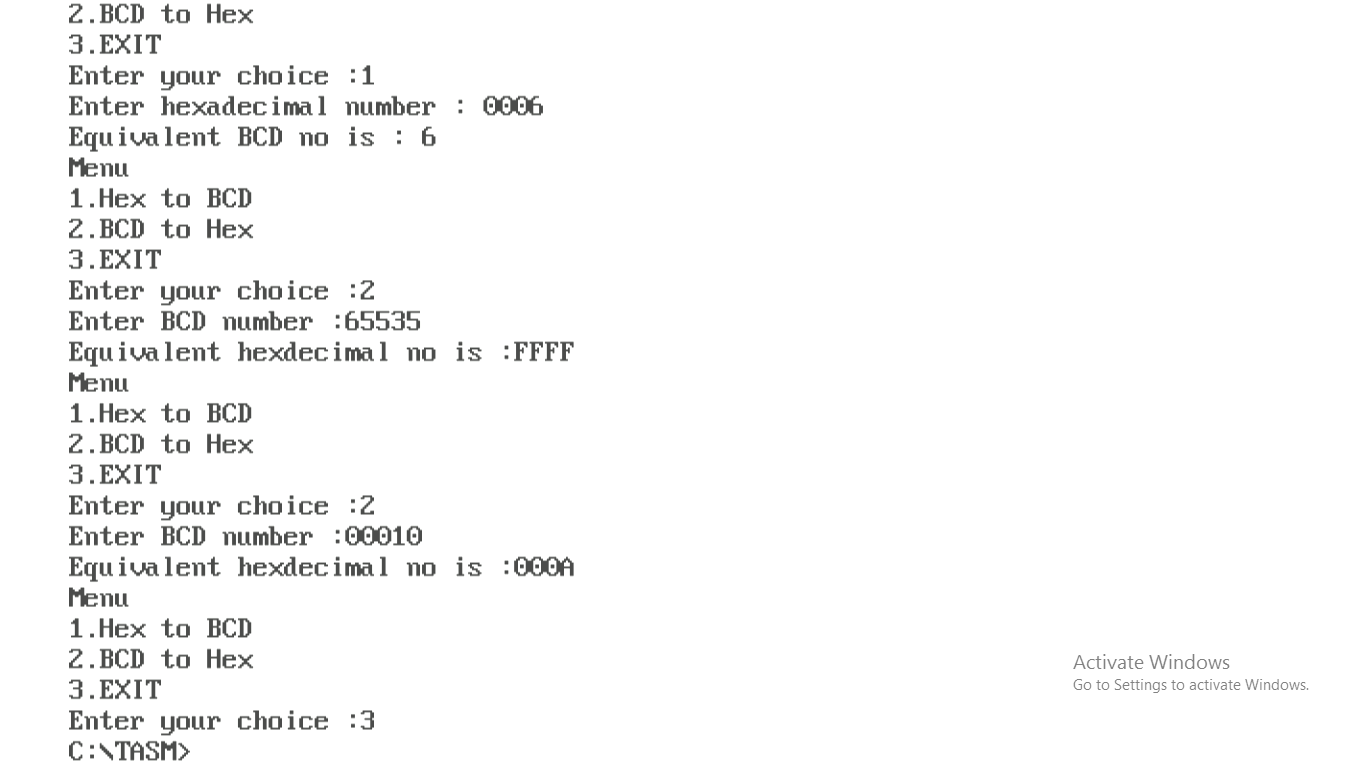 2.BCD to Hex
3.EXIT
Enter your choice :1
Enter hexadecimal number : 0006
Equivalent BCD no is : 6
Menu
1.Hex to BCD
2.BCD to Hex
3.EXIT
Enter your choice :2
Enter BCD number :65535
Equivalent hexdecimal no is :FFFF
Menu
1.Hex to BCD
2.BCD to Hex
3.EXIT
Enter your choice :2
Enter BCD number :00010
Equivalent hexdecimal no is :000A
Menu
1.Hex to BCD
2.BCD to Hex
3.EXIT
Enter your choice :3
C:\TASM>
Activate Windows
Go to Settings to activate Windows.